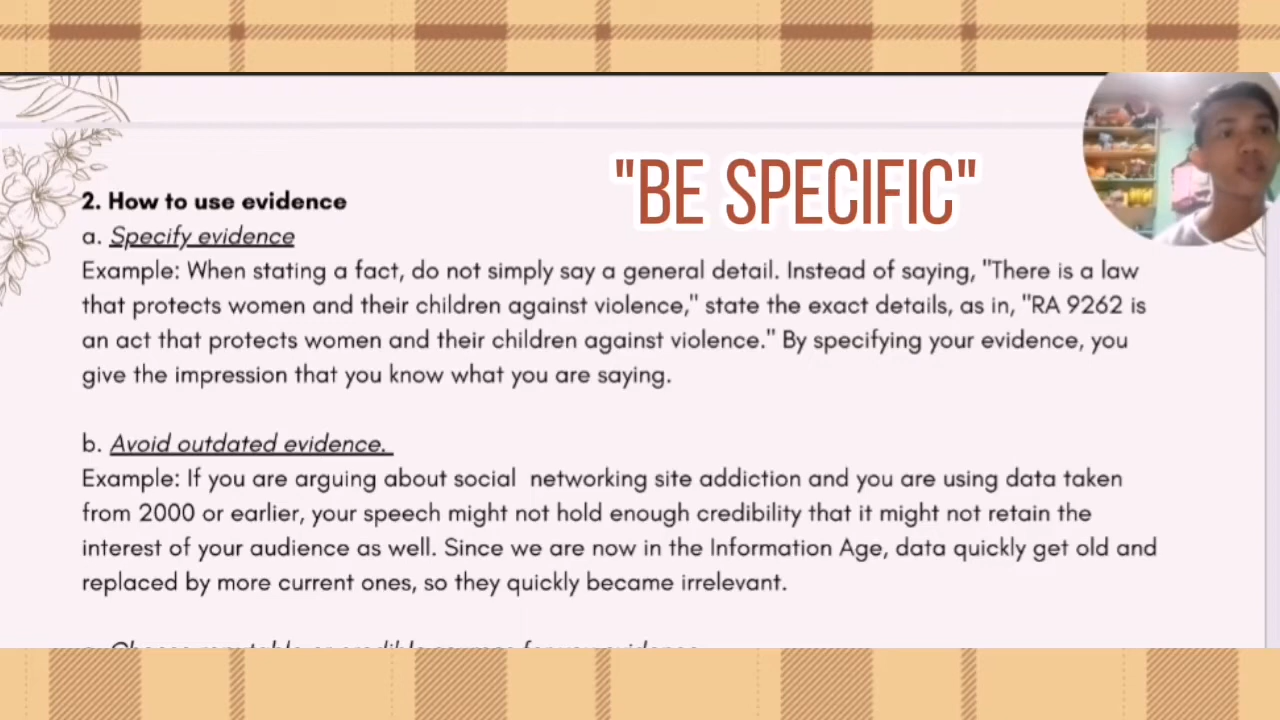 "BE SPECIFIC"
2. How to use evidence
a. Specify evidence
Example: When stating a fact, do not simply say a general detail. Instead of saying, "There is a law
that protects women and their children against violence," state the exact details, as in, "RA 9262 is
an act that protects women and their children against violence." By specifying your evidence, you
give the impression that you know what you are saying.
b. Avoid outdated evidence.
Example: If you are arguing about social networking site addiction and you are using data taken
from 2000 or earlier, your speech might not hold enough credibility that it might not retain the
interest of your audience as well. Since we are now in the Information Age, data quickly get old and
replaced by more current ones, so they quickly became irrelevant.